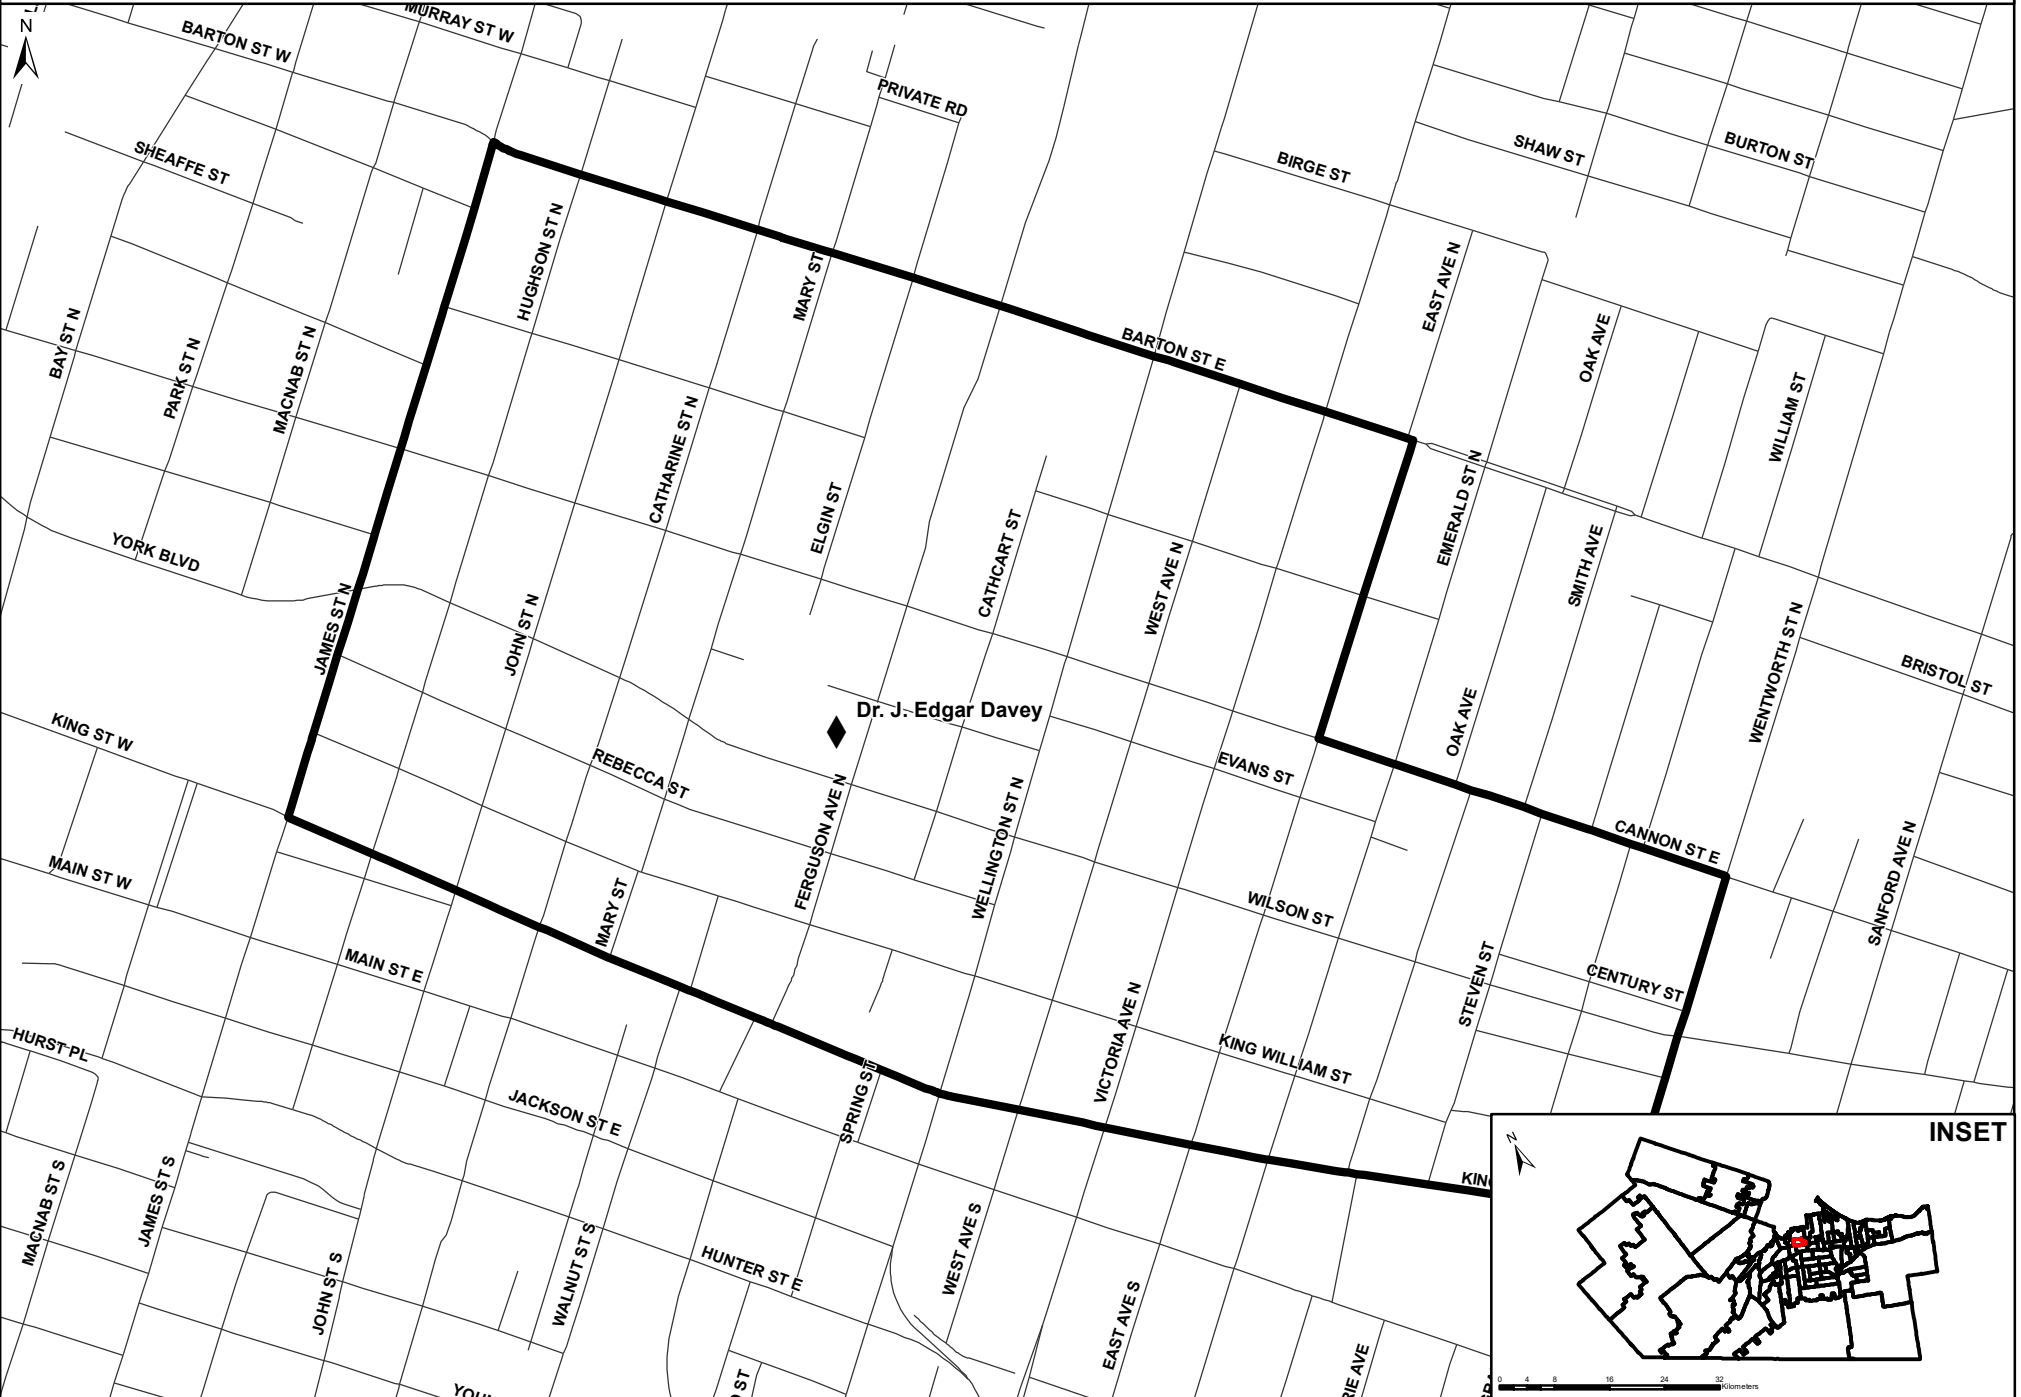 N
MURRAY ST W
BARTON ST W
PRIVATE RD
SHEAFFE ST
BIRGE ST
SHAW ST
BURTON ST
HUGHSON ST N
MARY ST
EAST AVE N
OAK AVE
BAY ST N
PARK ST N
MACNAB ST N
BARTON ST E
WILLIAM ST
CATHARINE ST N
ELGIN ST
CATHCART ST
WEST AVE N
EMERALD ST N
SMITH AVE
YORK BLVD
JAMES ST N
JOHN ST N
WENTWORTH ST N
BRISTOL ST
OAK AVE
Dr. J. Edgar Davey
KING ST W
REBECCA ST
EVANS ST
FERGUSON AVE N
WELLINGTON ST N
CANNON ST E
SANFORD AVE N
MAIN ST W
MARY ST
WILSON ST
MAIN ST E
STEVEN ST
CENTURY ST
VICTORIA AVE N
KING WILLIAM ST
HURST PL
SPRING ST
JACKSON ST E
MACNAB ST S
JAMES ST S
JOHN ST S
WALNUT ST S
HUNTER ST E
WEST AVE S
EAST AVE S
KIN
INSET
N
0 4 8 16 24 32
Kilometers